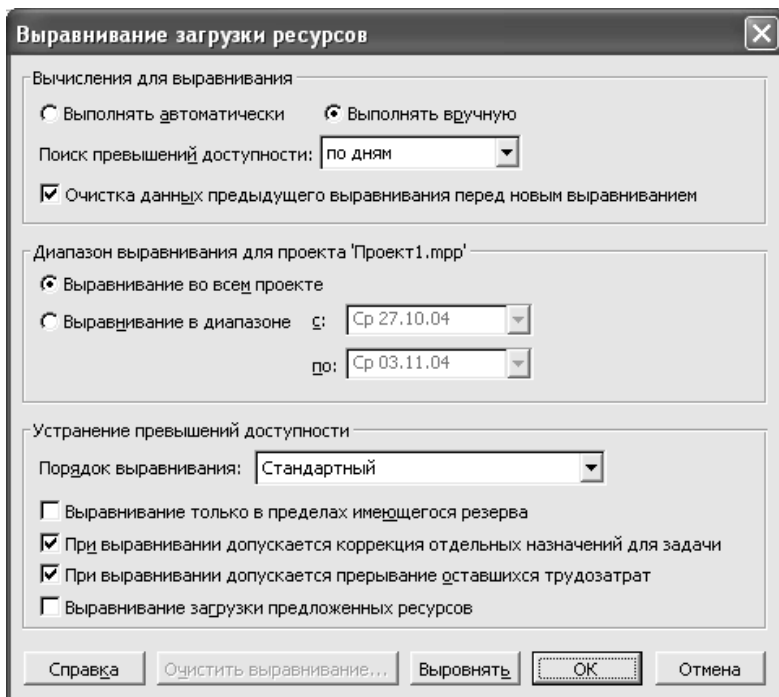 Выравнивание загрузки ресурсов
Вычисления для выравнивания
Выполнять автоматически Выполнять вручную
Поиск превышений доступности: по дням
Очистка данных предыдущего выравнивания перед новым выравниванием
Диапазон выравнивания для проекта 'Проект1.mpp'
Выравнивание во всем проекте
Выравнивание в диапазоне с: Ср 27.10.04
по: Ср 03.11.04
Устранение превышений доступности
Порядок выравнивания: Стандартный
Выравнивание только в пределах имеющегося резерва
При выравнивании допускается коррекция отдельных назначений для задачи
При выравнивании допускается прерывание оставшихся трудозатрат
Выравнивание загрузки предложенных ресурсов
Справка Очистить выравнивание... Выровнять ОК Отмена